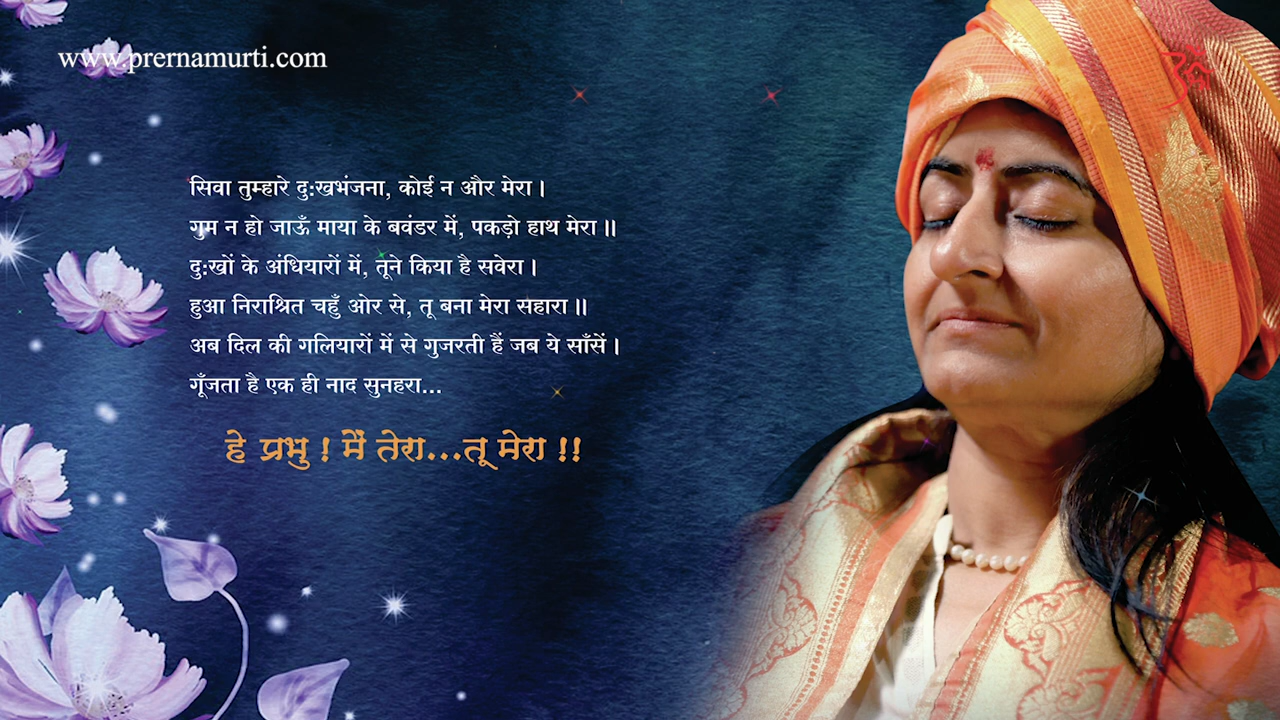 www.prernamurti.com
ॐ
सिवा तुम्हारे दुःखभंजना, कोई न और मेरा।
गुम न हो जाऊँ माया के बवंडर में, पकड़ो हाथ मेरा॥
दुःखों के अंधियारों में, तूने किया है सवेरा।
हुआ निराश्रित चहुँ ओर से, तू बना मेरा सहारा॥
अब दिल की गलियारों में से गुजरती हैं जब ये साँसें।
गूँजता है एक ही नाद सुनहरा...
हे प्रभु! मैं तेरा...तू मेरा !!